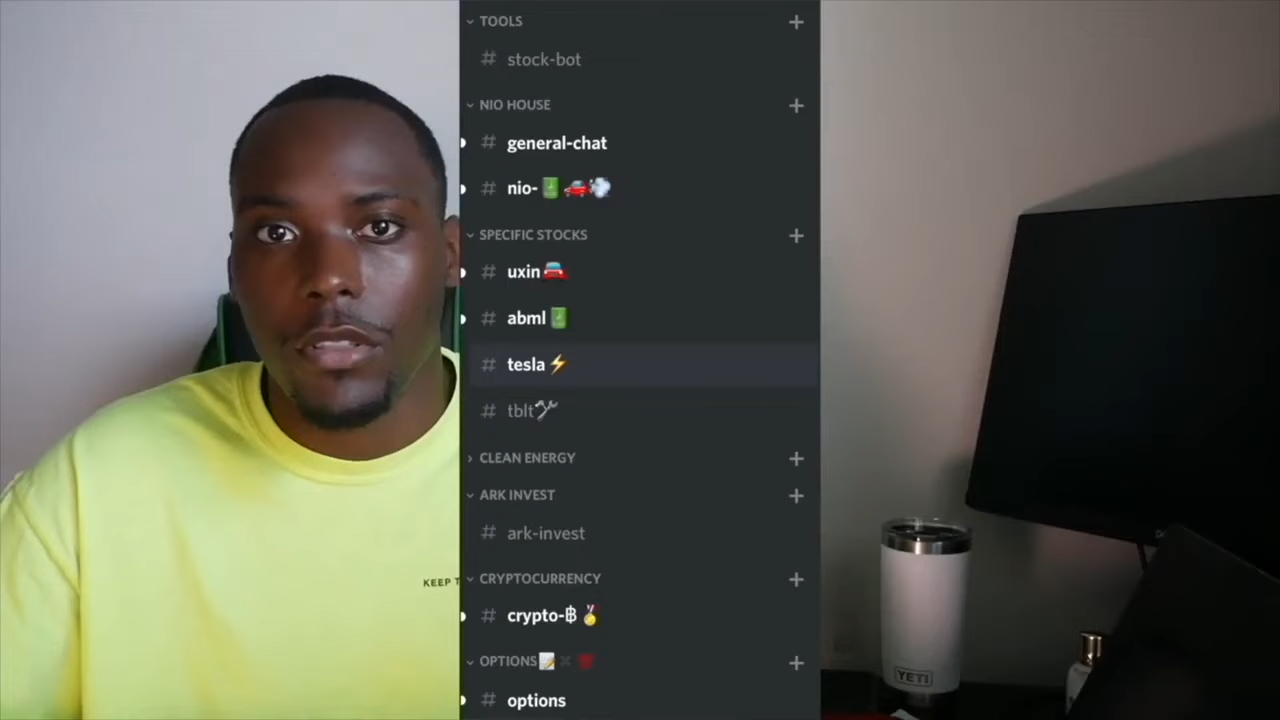 TOOLS
# stock-bot
NIO HOUSE
# general-chat
# nio-🔋🚗💨
SPECIFIC STOCKS
# uxin🚘
# abml🔋
# tesla⚡
# tblt🛠
CLEAN ENERGY
ARK INVEST
# ark-invest
CRYPTOCURRENCY
# crypto-฿🏅
OPTIONS📝✖💯
# options
KEEP
YETI